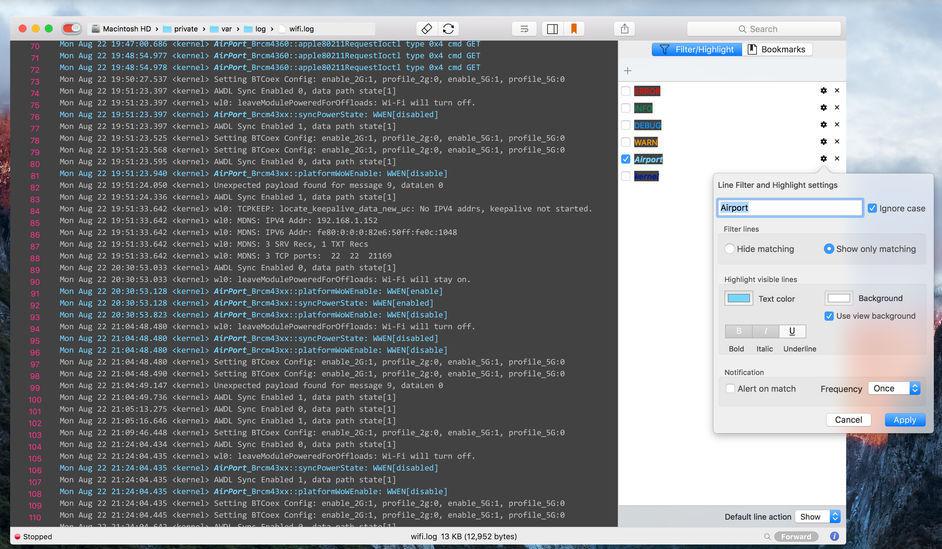 Macintosh HD › private › var › log › wifi.log
Search
70 Mon Aug 22 19:47:00.686 <kernel> AirPort_Brcm4360::apple80211RequestIoctl type 0x4 cmd GET
71 Mon Aug 22 19:48:54.977 <kernel> AirPort_Brcm4360::apple80211RequestIoctl type 0x4 cmd GET
72 Mon Aug 22 19:48:54.978 <kernel> AirPort_Brcm4360::apple80211RequestIoctl type 0x4 cmd GET
73 Mon Aug 22 19:50:27.537 <kernel> Setting BTCoex Config: enable_2G:1, profile_2g:0, enable_5G:1, profile_5G:0
74 Mon Aug 22 19:51:23.397 <kernel> AWDL Sync Enabled 0, data path state[1]
75 Mon Aug 22 19:51:23.397 <kernel> wl0: leaveModulePoweredForOffloads: Wi-Fi will turn off.
76 Mon Aug 22 19:51:23.397 <kernel> AirPort_Brcm43xx::syncPowerState: WWEN[disabled]
77 Mon Aug 22 19:51:23.397 <kernel> AWDL Sync Enabled 1, data path state[1]
78 Mon Aug 22 19:51:23.525 <kernel> Setting BTCoex Config: enable_2G:1, profile_2g:0, enable_5G:1, profile_5G:0
79 Mon Aug 22 19:51:23.568 <kernel> Setting BTCoex Config: enable_2G:1, profile_2g:0, enable_5G:1, profile_5G:0
80 Mon Aug 22 19:51:23.595 <kernel> AWDL Sync Enabled 0, data path state[1]
81 Mon Aug 22 19:51:23.940 <kernel> AirPort_Brcm43xx::platformWoWEnable: WWEN[disable]
82 Mon Aug 22 19:51:24.050 <kernel> Unexpected payload found for message 9, dataLen 0
83 Mon Aug 22 19:51:24.336 <kernel> AWDL Sync Enabled 1, data path state[1]
84 Mon Aug 22 19:51:33.642 <kernel> wl0: TCPKEEP: locate_keepalive_data_new_uc: No IPV4 addrs, keepalive not started.
85 Mon Aug 22 19:51:33.642 <kernel> wl0: MDNS: IPV4 Addr: 192.168.1.152
86 Mon Aug 22 19:51:33.642 <kernel> wl0: MDNS: IPV6 Addr: fe80:0:0:0:82e6:50ff:fe0c:1048
87 Mon Aug 22 19:51:33.642 <kernel> wl0: MDNS: 3 SRV Recs, 1 TXT Recs
88 Mon Aug 22 19:51:33.642 <kernel> wl0: MDNS: 3 TCP ports: 22 22 21169
89 Mon Aug 22 20:30:53.033 <kernel> AWDL Sync Enabled 0, data path state[1]
90 Mon Aug 22 20:30:53.033 <kernel> wl0: leaveModulePoweredForOffloads: Wi-Fi will stay on.
91 Mon Aug 22 20:30:53.128 <kernel> AirPort_Brcm43xx::platformWoWEnable: WWEN[enable]
92 Mon Aug 22 20:30:53.128 <kernel> AirPort_Brcm43xx::syncPowerState: WWEN[enabled]
93 Mon Aug 22 20:30:53.823 <kernel> AirPort_Brcm43xx::platformWoWEnable: WWEN[disable]
94 Mon Aug 22 21:04:48.480 <kernel> wl0: leaveModulePoweredForOffloads: Wi-Fi will turn off.
95 Mon Aug 22 21:04:48.480 <kernel> AirPort_Brcm43xx::syncPowerState: WWEN[disabled]
96 Mon Aug 22 21:04:48.480 <kernel> AirPort_Brcm43xx::platformWoWEnable: WWEN[disable]
97 Mon Aug 22 21:04:48.480 <kernel> Setting BTCoex Config: enable_2G:1, profile_2g:0, enable_5G:1, profile_5G:0
98 Mon Aug 22 21:04:48.490 <kernel> Setting BTCoex Config: enable_2G:1, profile_2g:0, enable_5G:1, profile_5G:0
99 Mon Aug 22 21:04:49.147 <kernel> Unexpected payload found for message 9, dataLen 0
100 Mon Aug 22 21:04:49.736 <kernel> AWDL Sync Enabled 1, data path state[1]
101 Mon Aug 22 21:05:13.275 <kernel> AWDL Sync Enabled 0, data path state[1]
102 Mon Aug 22 21:05:16.646 <kernel> AWDL Sync Enabled 1, data path state[1]
103 Mon Aug 22 21:09:46.448 <kernel> Setting BTCoex Config: enable_2G:1, profile_2g:0, enable_5G:1, profile_5G:0
104 Mon Aug 22 21:24:04.434 <kernel> AWDL Sync Enabled 0, data path state[1]
105 Mon Aug 22 21:24:04.435 <kernel> wl0: leaveModulePoweredForOffloads: Wi-Fi will turn off.
106 Mon Aug 22 21:24:04.435 <kernel> AirPort_Brcm43xx::syncPowerState: WWEN[disabled]
107 Mon Aug 22 21:24:04.435 <kernel> AWDL Sync Enabled 1, data path state[1]
108 Mon Aug 22 21:24:04.435 <kernel> AirPort_Brcm43xx::platformWoWEnable: WWEN[disable]
109 Mon Aug 22 21:24:04.435 <kernel> Setting BTCoex Config: enable_2G:1, profile_2g:0, enable_5G:1, profile_5G:0
110 Mon Aug 22 21:24:04.445 <kernel> Setting BTCoex Config: enable_2G:1, profile_2g:0, enable_5G:1, profile_5G:0
Filter/Highlight Bookmarks
ERROR
INFO
DEBUG
WARN
Airport
kernel
Line Filter and Highlight settings
Airport Ignore case
Filter lines
Hide matching Show only matching
Highlight visible lines
Text color Background
Use view background
B I U
Bold Italic Underline
Notification
Alert on match Frequency Once
Cancel Apply
Default line action Show
Stopped wifi.log 13 KB (12,952 bytes) Forward